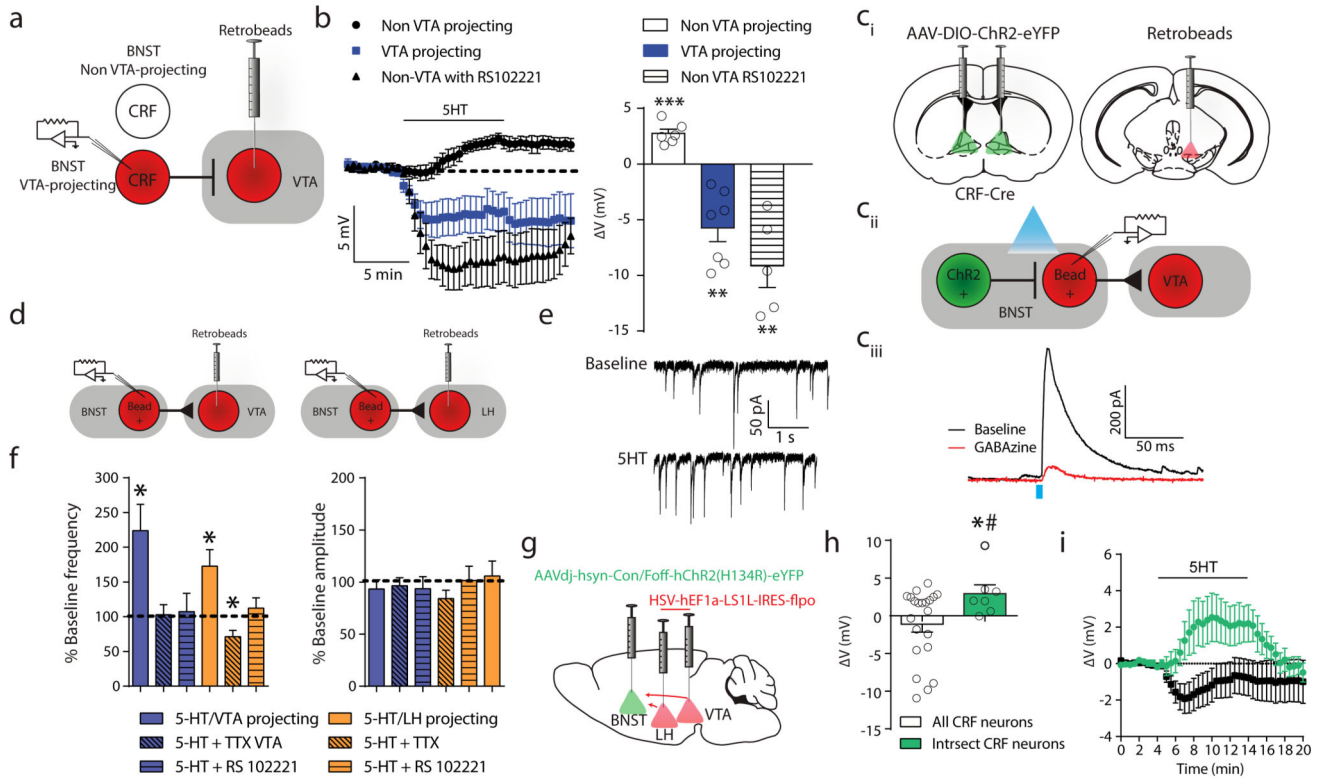 a
Retrobeads
BNST
Non VTA-projecting
CRF
CRF
BNST
VTA-projecting
VTA
b
Non VTA projecting
VTA projecting
Non-VTA with RS102221
5HT
5 mV
5 min
Non VTA projecting
VTA projecting
Non VTA RS102221
***
**
**
5
0
-5
-10
-15
ΔV (mV)
ci
AAV-DIO-ChR2-eYFP
Retrobeads
CRF-Cre
cii
ChR2
+
Bead
+
VTA
BNST
ciii
Baseline
GABAzine
200 pA
50 ms
d
Retrobeads
BNST
Bead
+
VTA
Retrobeads
BNST
Bead
+
LH
e
Baseline
50 pA
1 s
5HT
f
% Baseline frequency
300
250
200
150
100
50
0
*
*
*
% Baseline amplitude
200
150
100
50
0
5-HT/VTA projecting
5-HT + TTX VTA
5-HT + RS 102221
5-HT/LH projecting
5-HT + TTX
5-HT + RS 102221
g
AAVdj-hsyn-Con/Foff-hChR2(H134R)-eYFP
HSV-hEF1a-LS1L-IRES-flpo
BNST
LH
VTA
h
*#
10
5
0
-5
-10
ΔV (mV)
All CRF neurons
Intrsect CRF neurons
i
5HT
ΔV (mV)
4
2
0
-2
-4
0 2 4 6 8 10 12 14 16 18 20
Time (min)